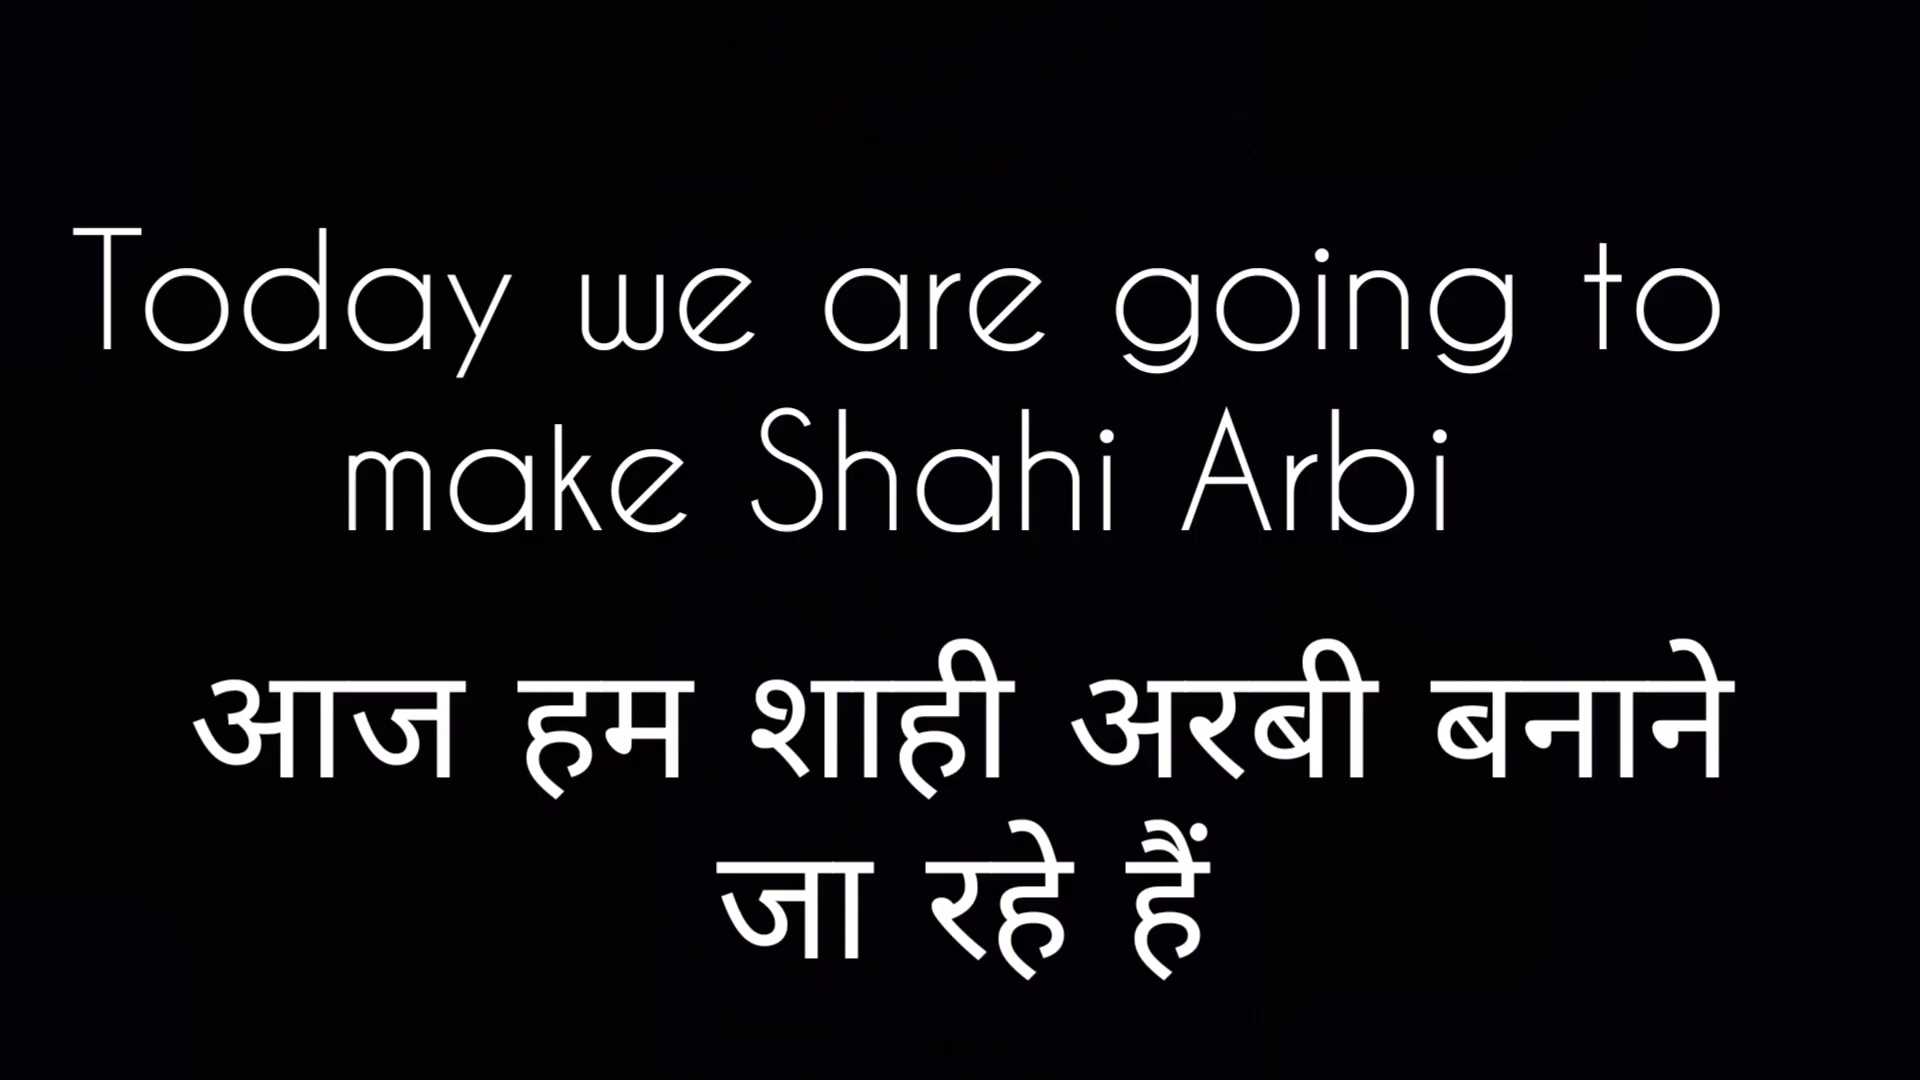 Today we are going to
make Shahi Arbi
आज हम शाही अरबी बनाने
जा रहे हैं